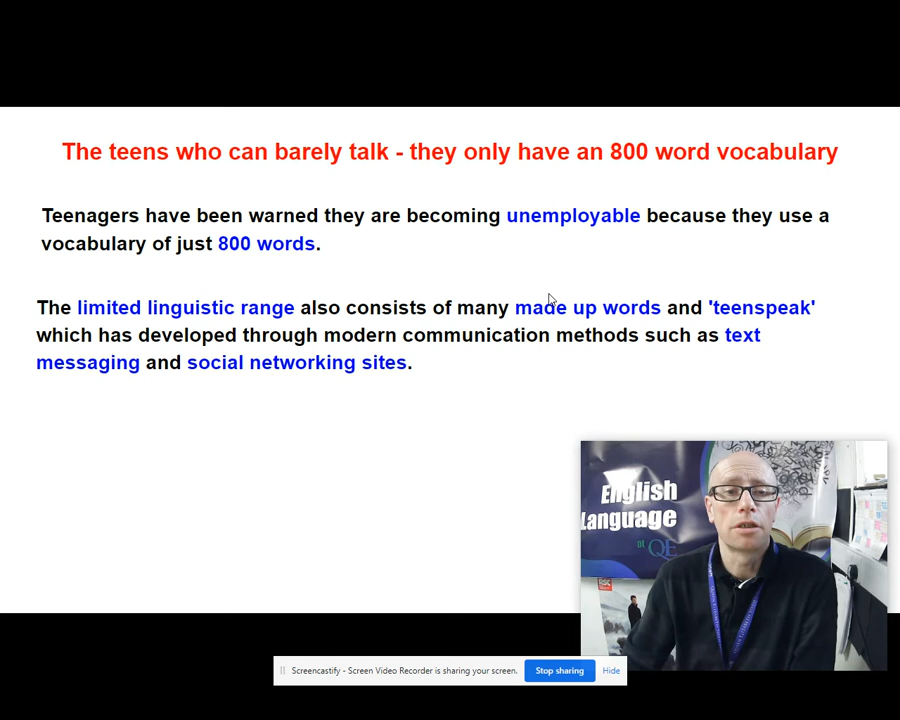 The teens who can barely talk - they only have an 800 word vocabulary
Teenagers have been warned they are becoming unemployable because they use a
vocabulary of just 800 words.
The limited linguistic range also consists of many made up words and 'teenspeak'
which has developed through modern communication methods such as text
messaging and social networking sites.
English
Language
at QE
Screencastify - Screen Video Recorder is sharing your screen.
Stop sharing
Hide